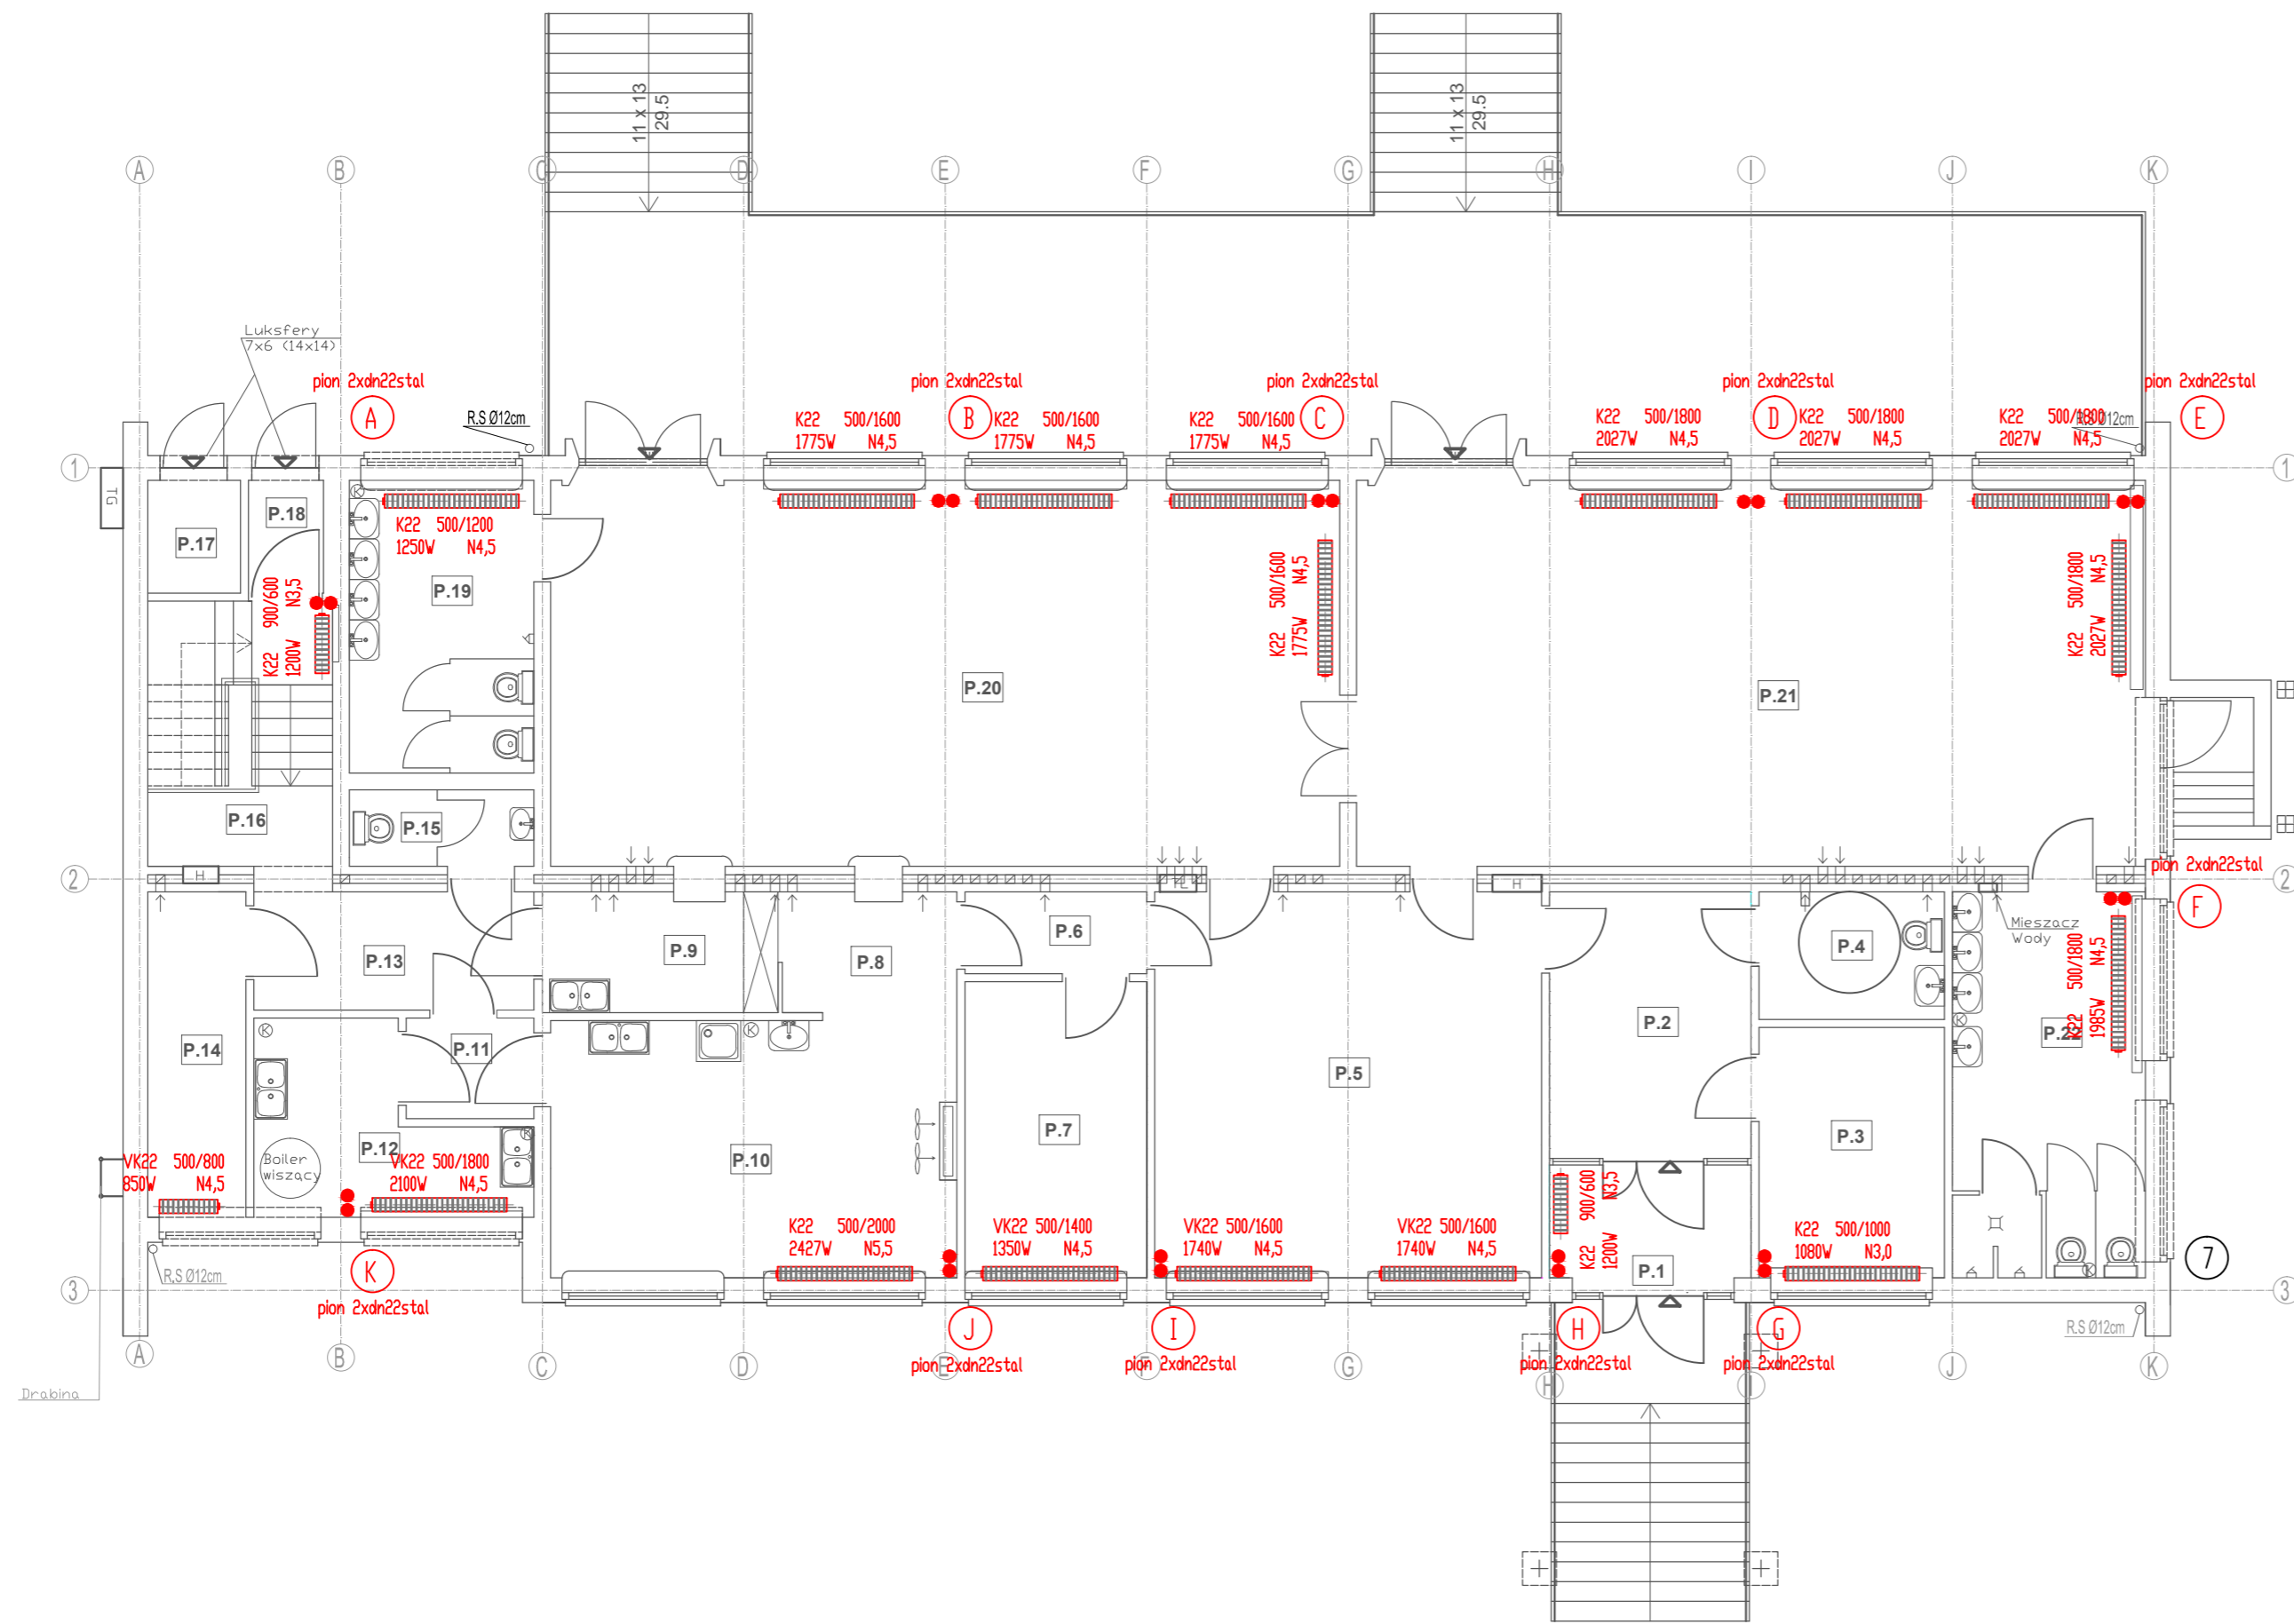 11 x 13
29.5
11 x 13
29.5
A
B
C
D
E
F
G
H
I
J
K
Luksfery
7x6 (14x14)
pion 2xdn22stal
A
R.S Ø12cm
pion 2xdn22stal
B
K22 500/1600
1775W N4,5
K22 500/1600
1775W N4,5
pion 2xdn22stal
C
K22 500/1600
1775W N4,5
pion 2xdn22stal
D
K22 500/1800
2027W N4,5
K22 500/1800
2027W N4,5
K22 500/1800
2027W N4,5
R.S Ø12cm
pion 2xdn22stal
E
1
1
TG
P.17
P.18
K22 500/1200
1250W N4,5
P.19
K22 900/600
1200W N3,5
K22 500/1600
1775W N4,5
K22 500/1800
2027W N4,5
P.20
P.21
P.16
P.15
pion 2xdn22stal
F
2
H
H
2
P.13
P.9
P.8
P.6
P.4
Mieszacz
Wody
K22 500/1800
1985W N4,5
P.22
P.2
K
K
K
P.14
P.11
P.5
P.7
P.3
P.12
P.10
Boiler
wiszący
K
K
K
VK22 500/800
850W N4,5
VK22 500/1800
2100W N4,5
K22 900/600
1200W N3,5
K22 500/2000
2427W N5,5
VK22 500/1400
1350W N4,5
VK22 500/1600
1740W N4,5
VK22 500/1600
1740W N4,5
K22 500/1000
1080W N3,0
P.1
7
R.S Ø12cm
K
pion 2xdn22stal
3
3
J
pion 2xdn22stal
I
pion 2xdn22stal
H
pion 2xdn22stal
G
pion 2xdn22stal
R.S Ø12cm
A
B
C
D
E
F
G
H
I
J
K
Drabina